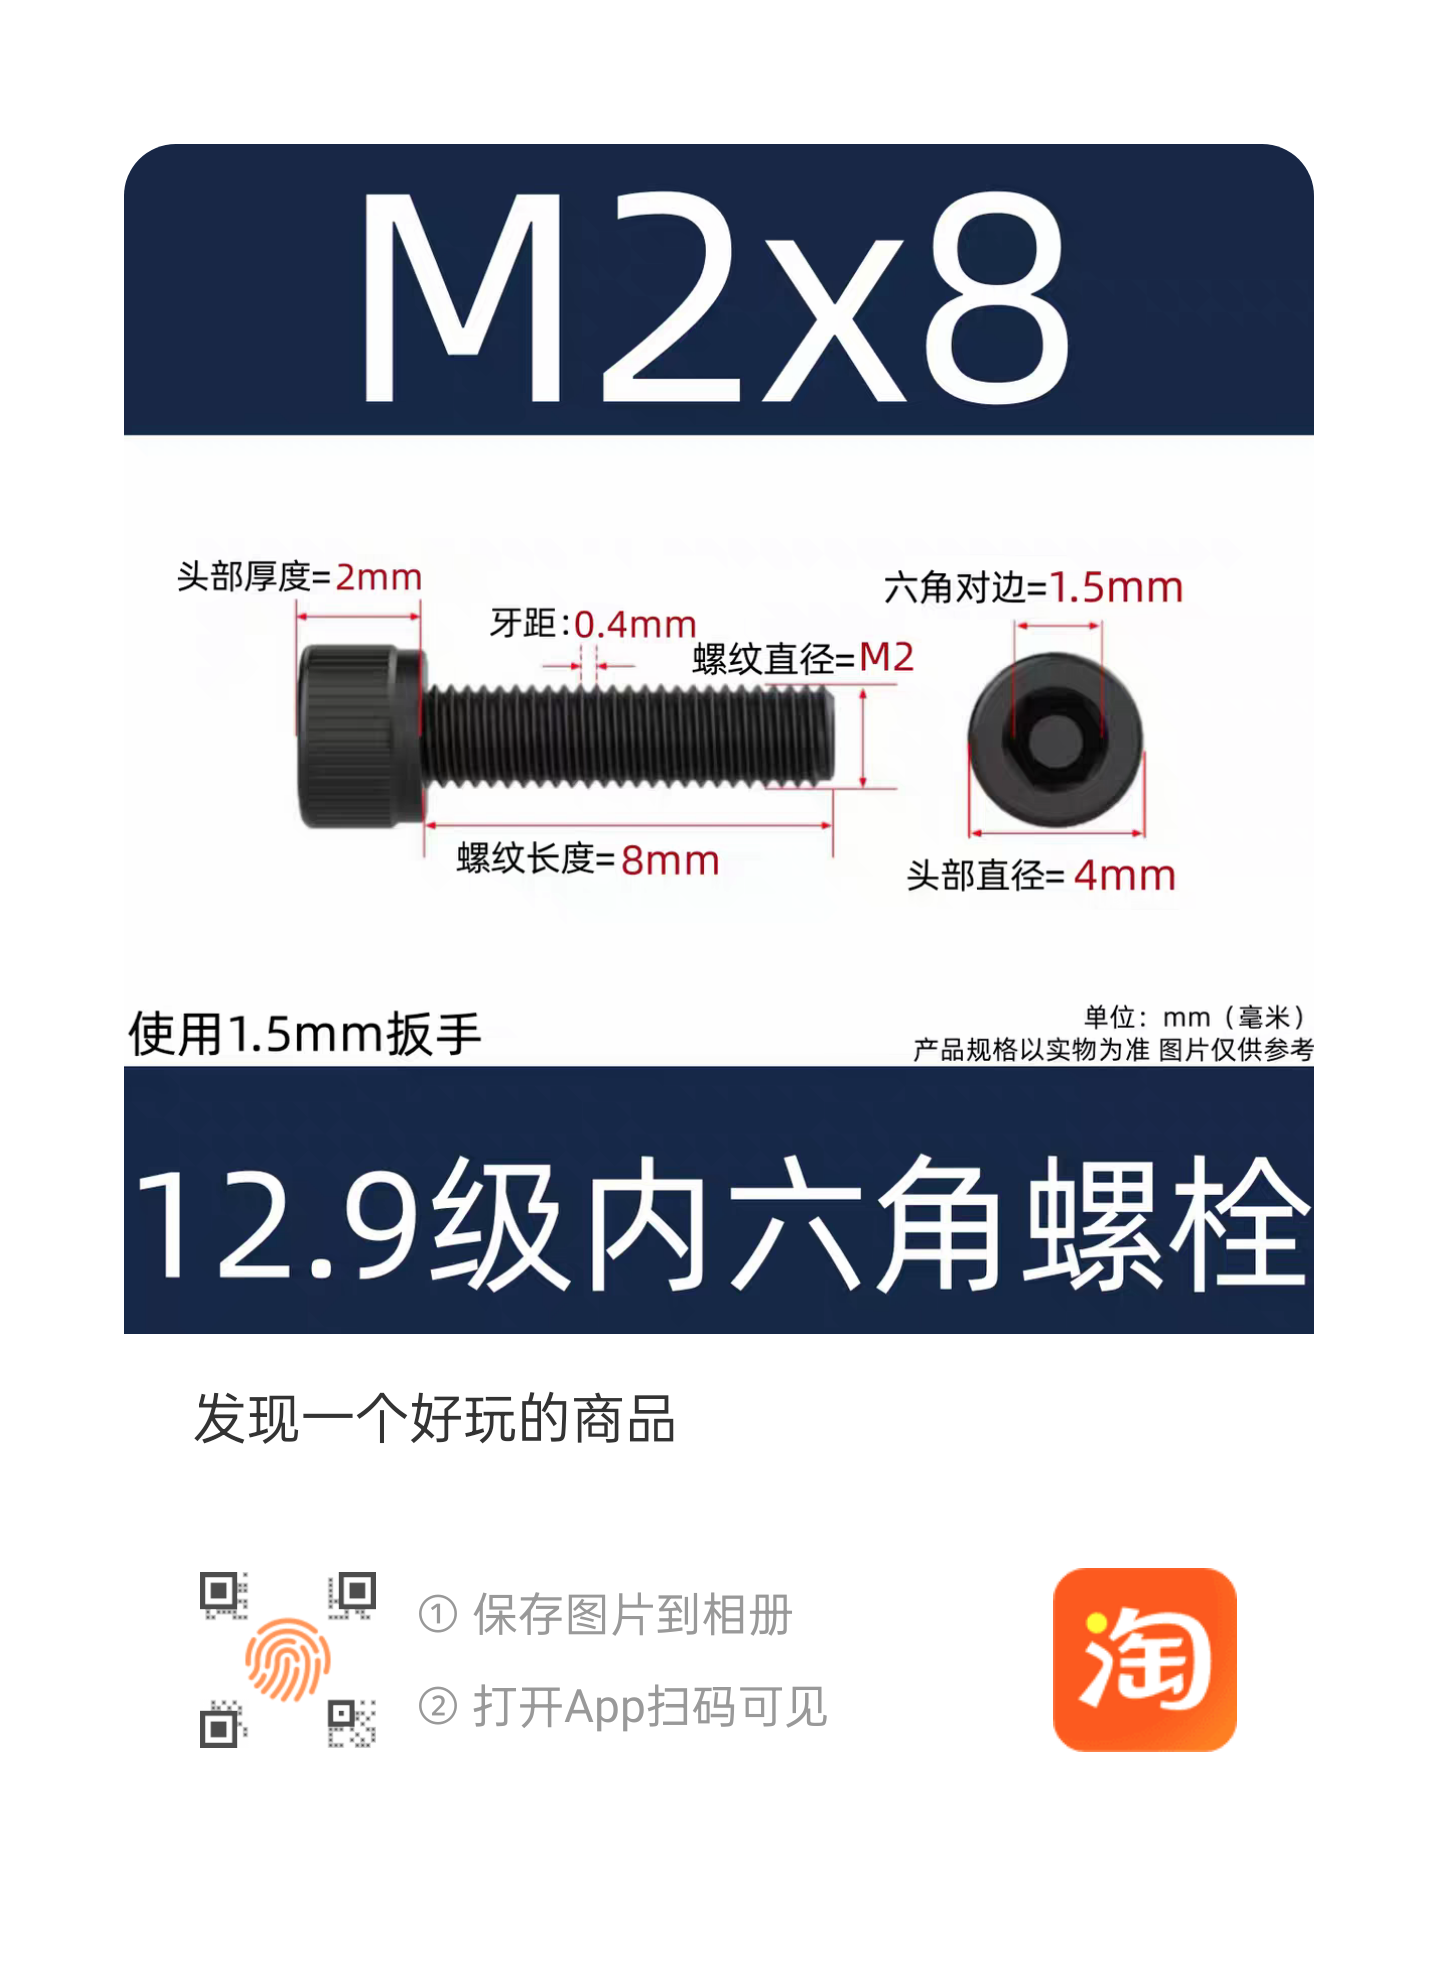 M2x8
头部厚度=2mm
牙距:0.4mm
螺纹直径=M2
六角对边=1.5mm
螺纹长度=8mm
头部直径=4mm
使用1.5mm扳手
单位：mm（毫米）
产品规格以实物为准 图片仅供参考
12.9级内六角螺栓
发现一个好玩的商品
① 保存图片到相册
② 打开App扫码可见
淘